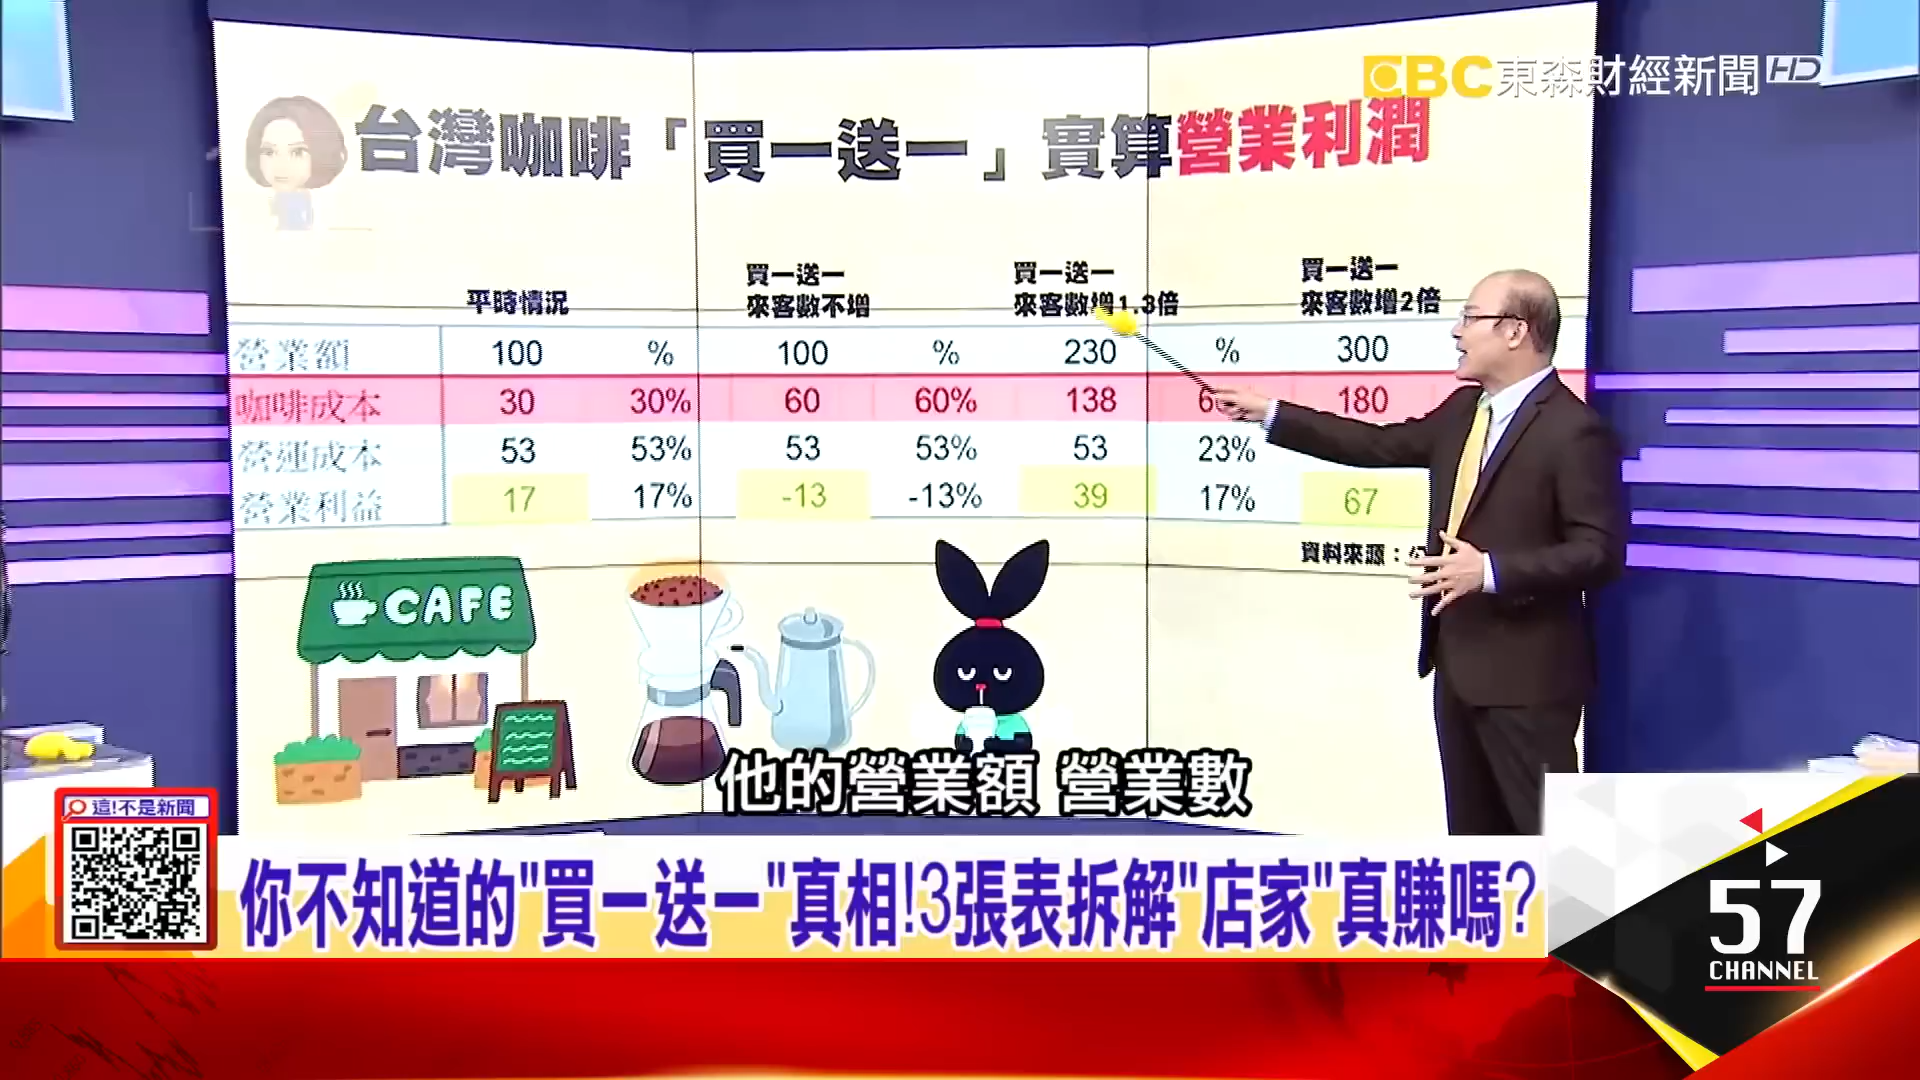 EBC 東森財經新聞 HD
台灣咖啡「買一送一」實算營業利潤
平時情況
買一送一
來客數不增
買一送一
來客數增1.3倍
買一送一
來客數增2倍
營業額 100 % 100 % 230 % 300
咖啡成本 30 30% 60 60% 138 180
營運成本 53 53% 53 53% 53 23%
營業利益 17 17% -13 -13% 39 17% 67
資料來源：
CAFE
他的營業額 營業數
這!不是新聞
你不知道的"買一送一"真相!3張表拆解"店家"真賺嗎?
57
CHANNEL